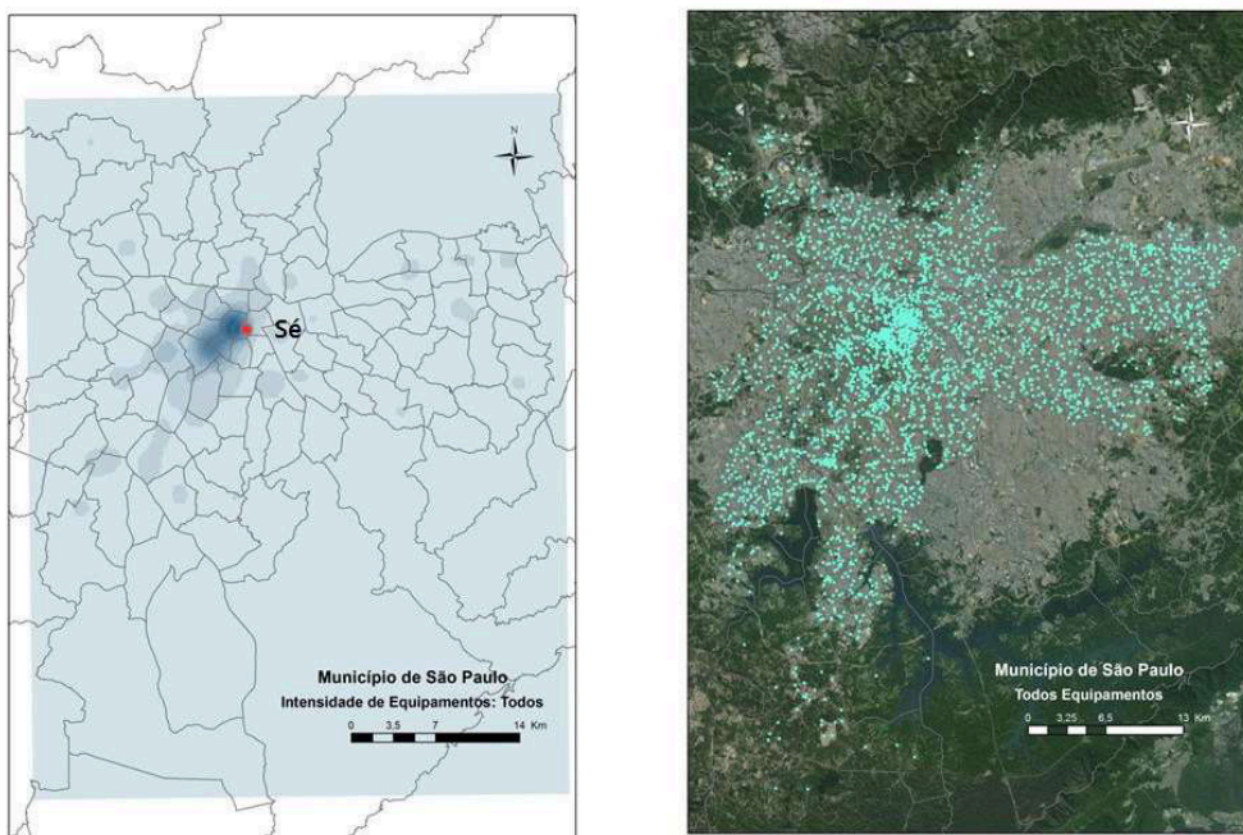 N
Sé
Município de São Paulo
Intensidade de Equipamentos: Todos
0 3,5 7 14 Km
Município de São Paulo
Todos Equipamentos
0 3,25 6,5 13 Km